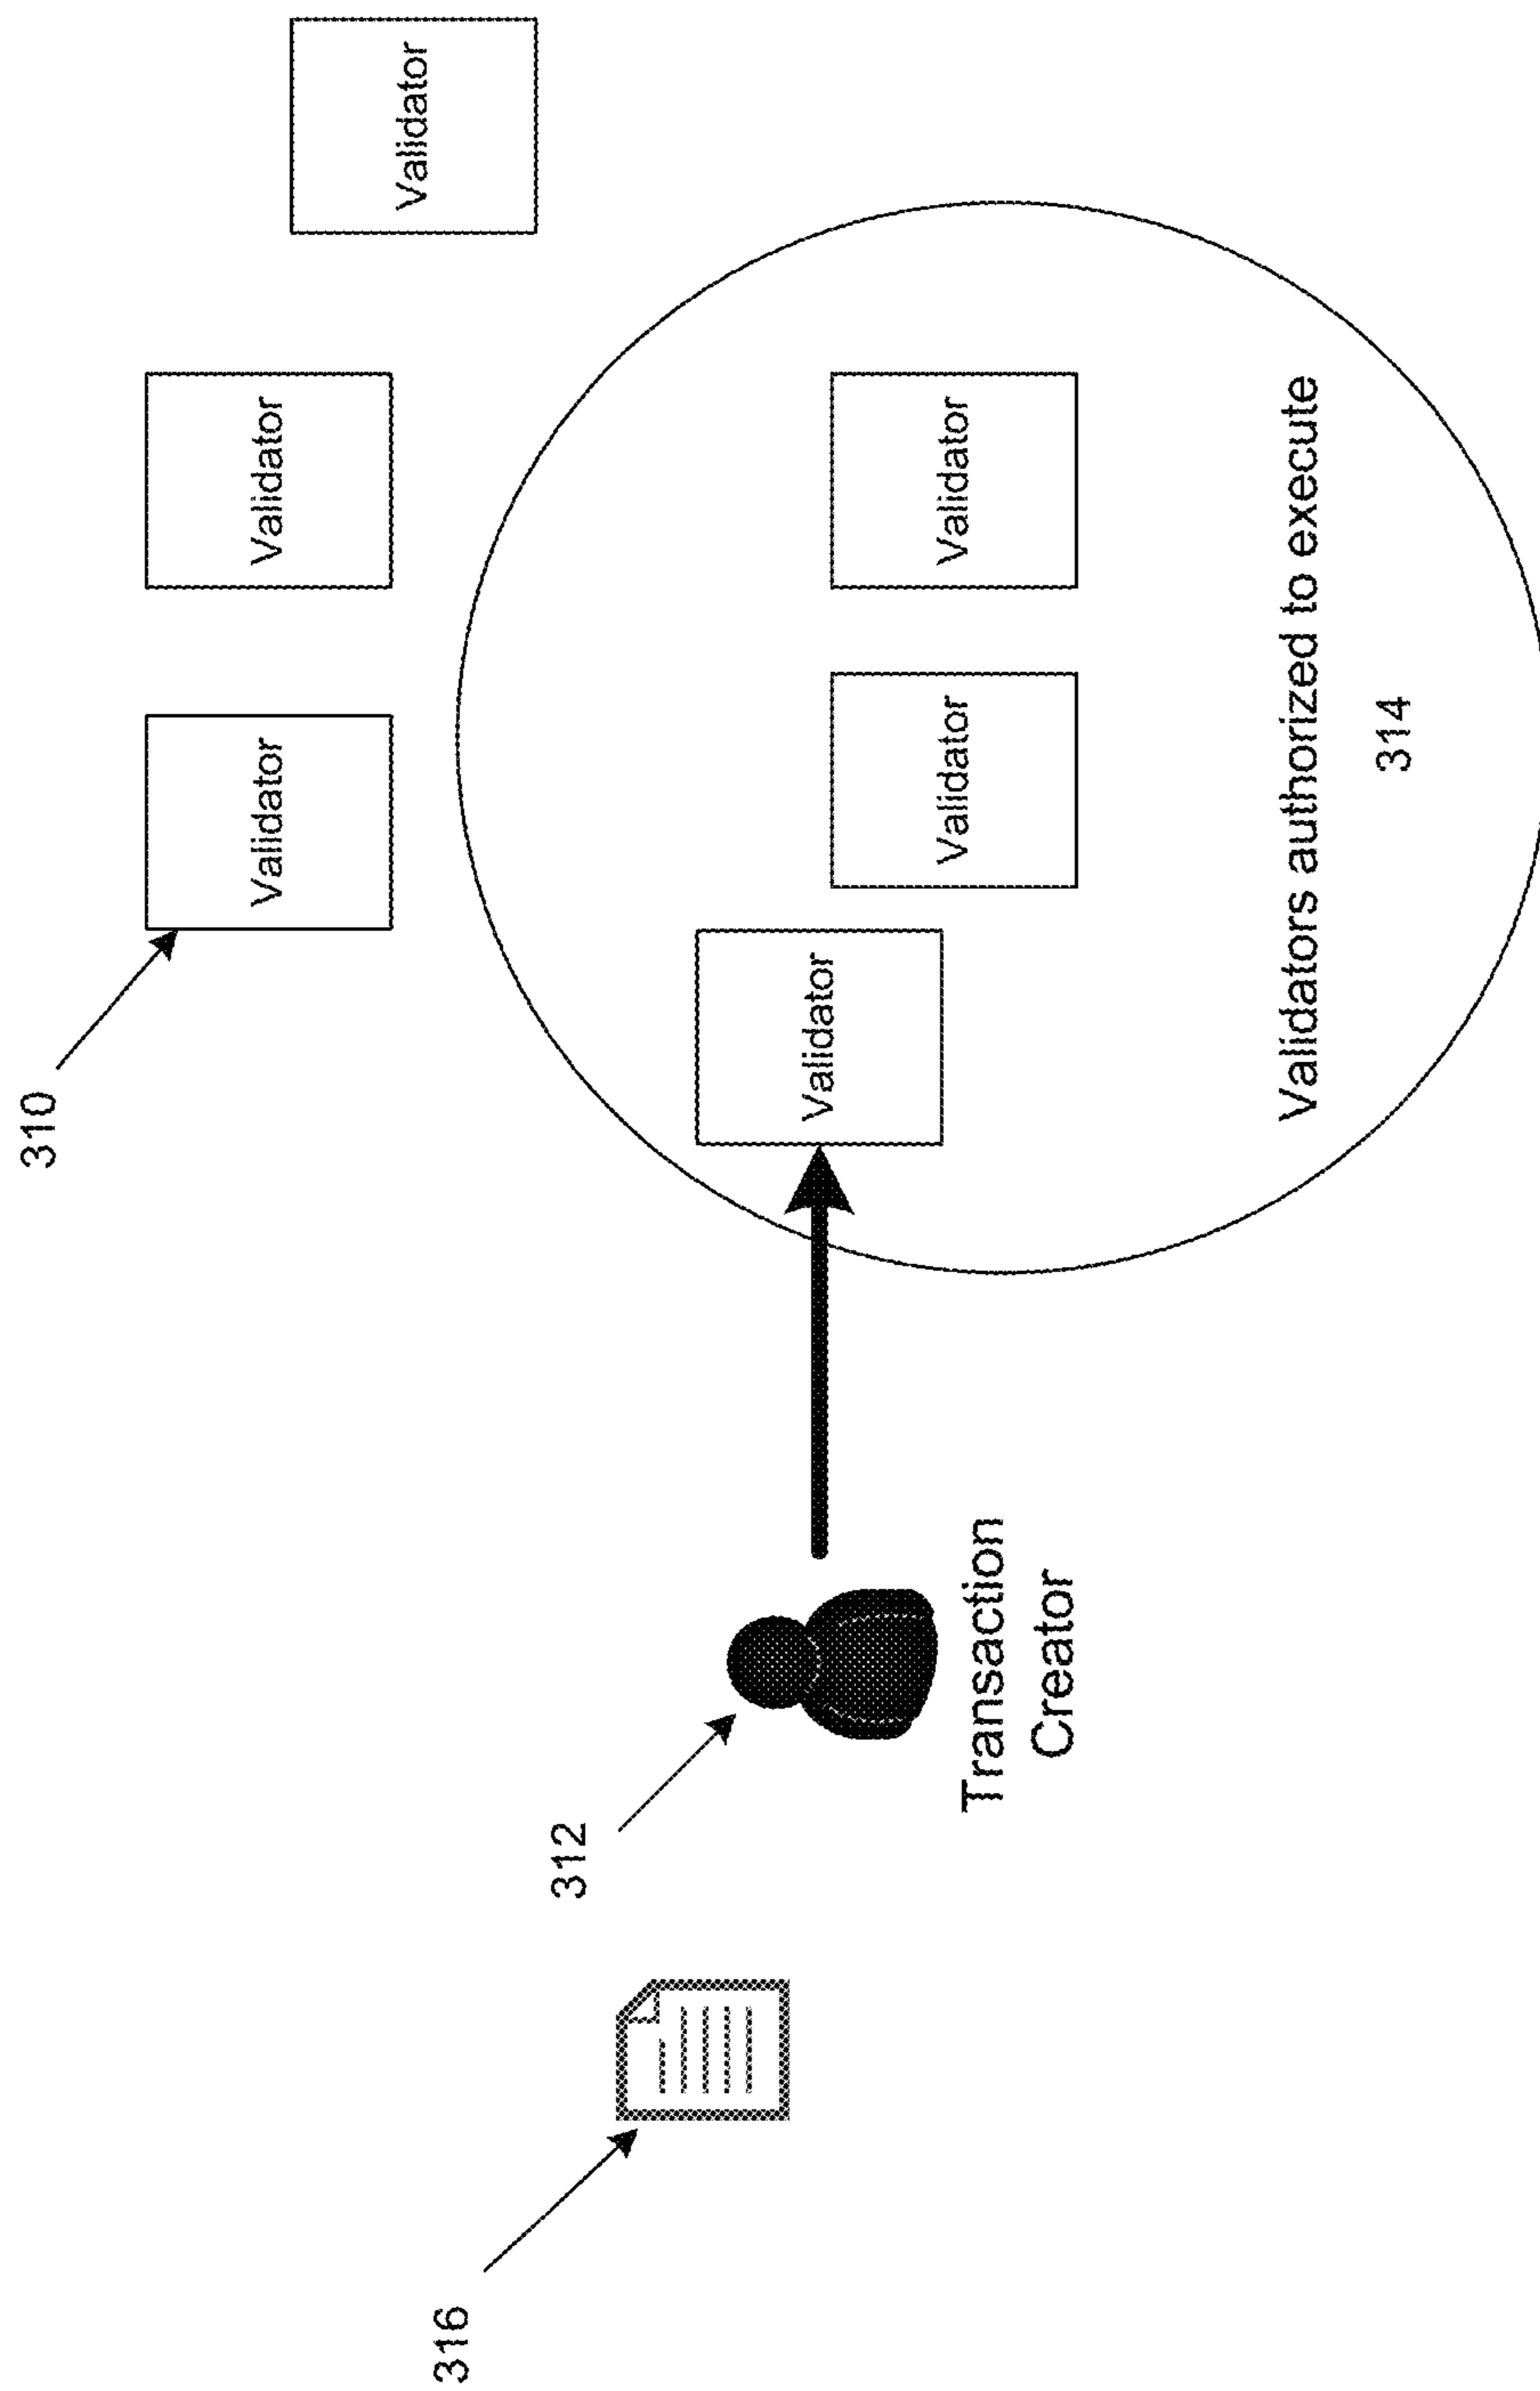 310
Validator
Validator
Validator
316
312
Transaction
Creator
Validator
Validator
Validator
Validators authorized to execute
314